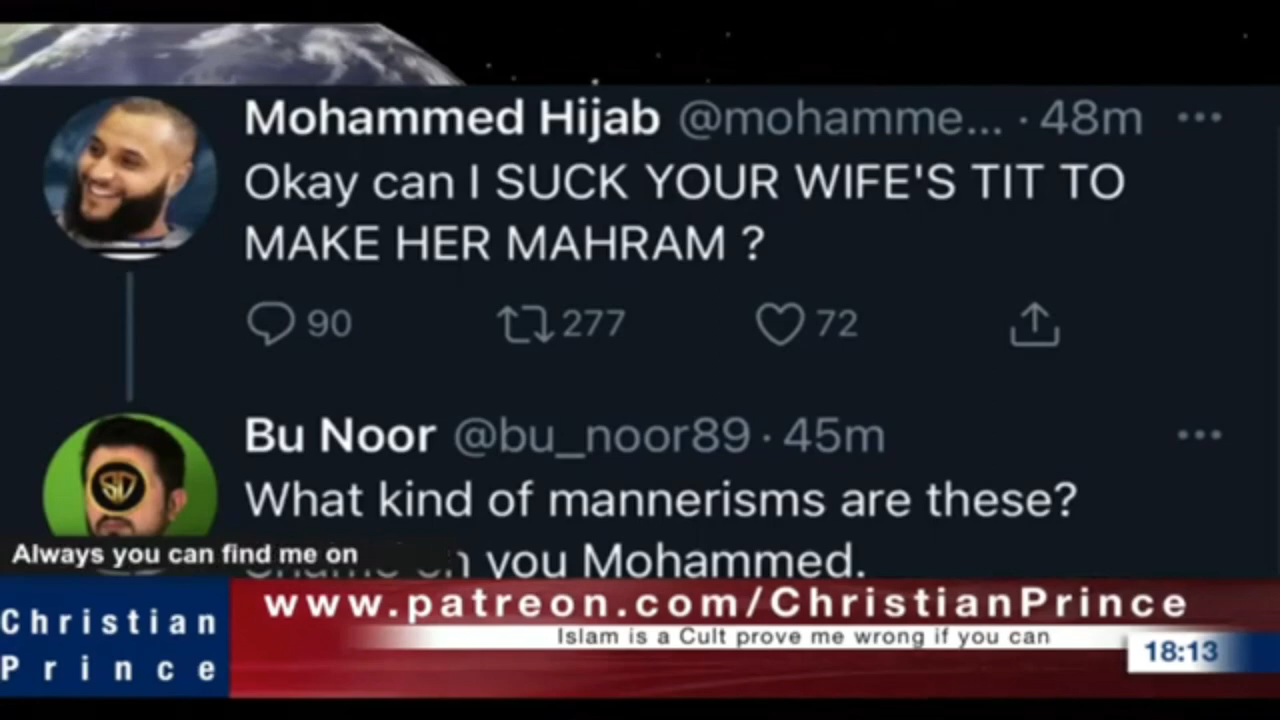 Mohammed Hijab @mohamme... · 48m
Okay can I SUCK YOUR WIFE'S TIT TO
MAKE HER MAHRAM ?
90 277 72
Bu Noor @bu_noor89 · 45m
SD
What kind of mannerisms are these?
you Mohammed.
Always you can find me on
www.patreon.com/ChristianPrince
Christian
Prince
Islam is a Cult prove me wrong if you can
18:13